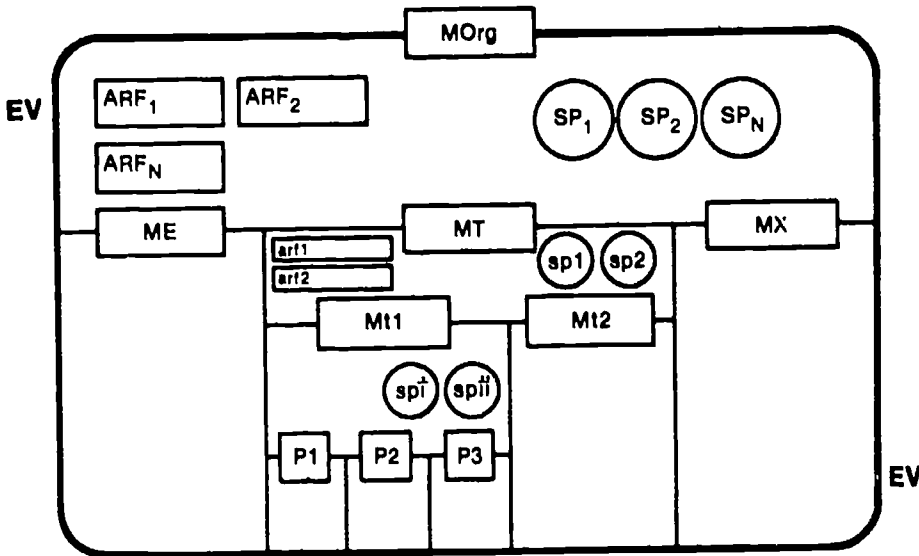 MOrg
EV
ARF1 ARF2
SP1 SP2 SPN
ARFN
ME MT MX
arf1
sp1 sp2
arf2
Mt1 Mt2
spi spii
P1 P2 P3
EV